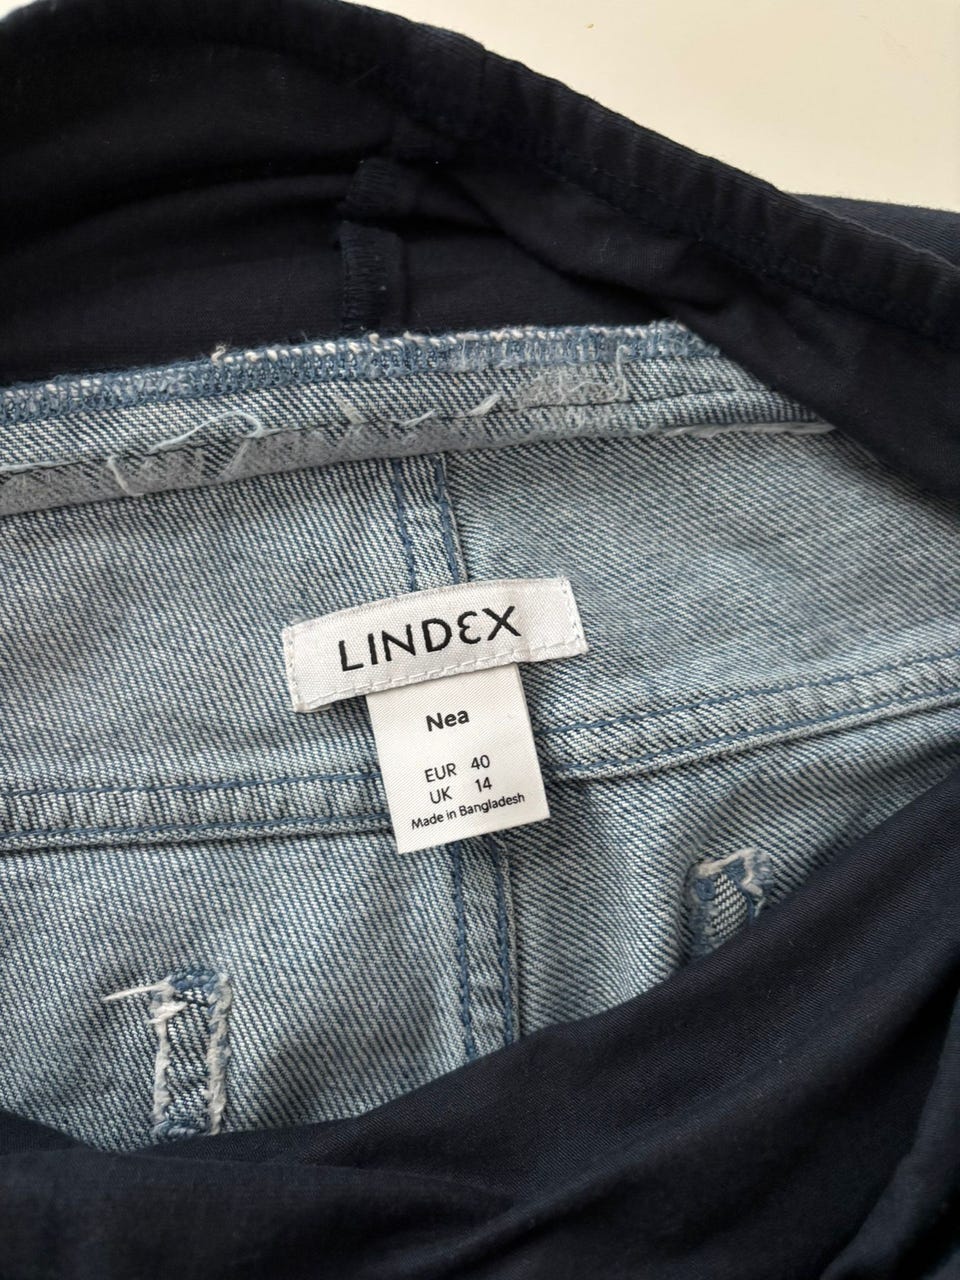 LINDEX
Nea
EUR 40
UK 14
Made in Bangladesh